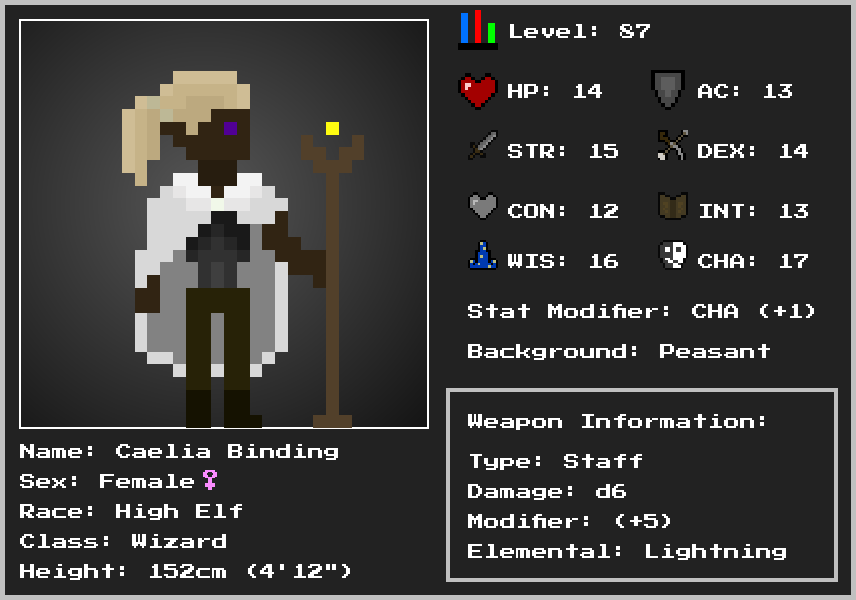 Level: 87
HP: 14 AC: 13
STR: 15 DEX: 14
CON: 12 INT: 13
WIS: 16 CHA: 17
Stat Modifier: CHA (+1)
Background: Peasant
Weapon Information:
Type: Staff
Damage: d6
Modifier: (+5)
Elemental: Lightning
Name: Caelia Binding
Sex: Female♀
Race: High Elf
Class: Wizard
Height: 152cm (4'12")